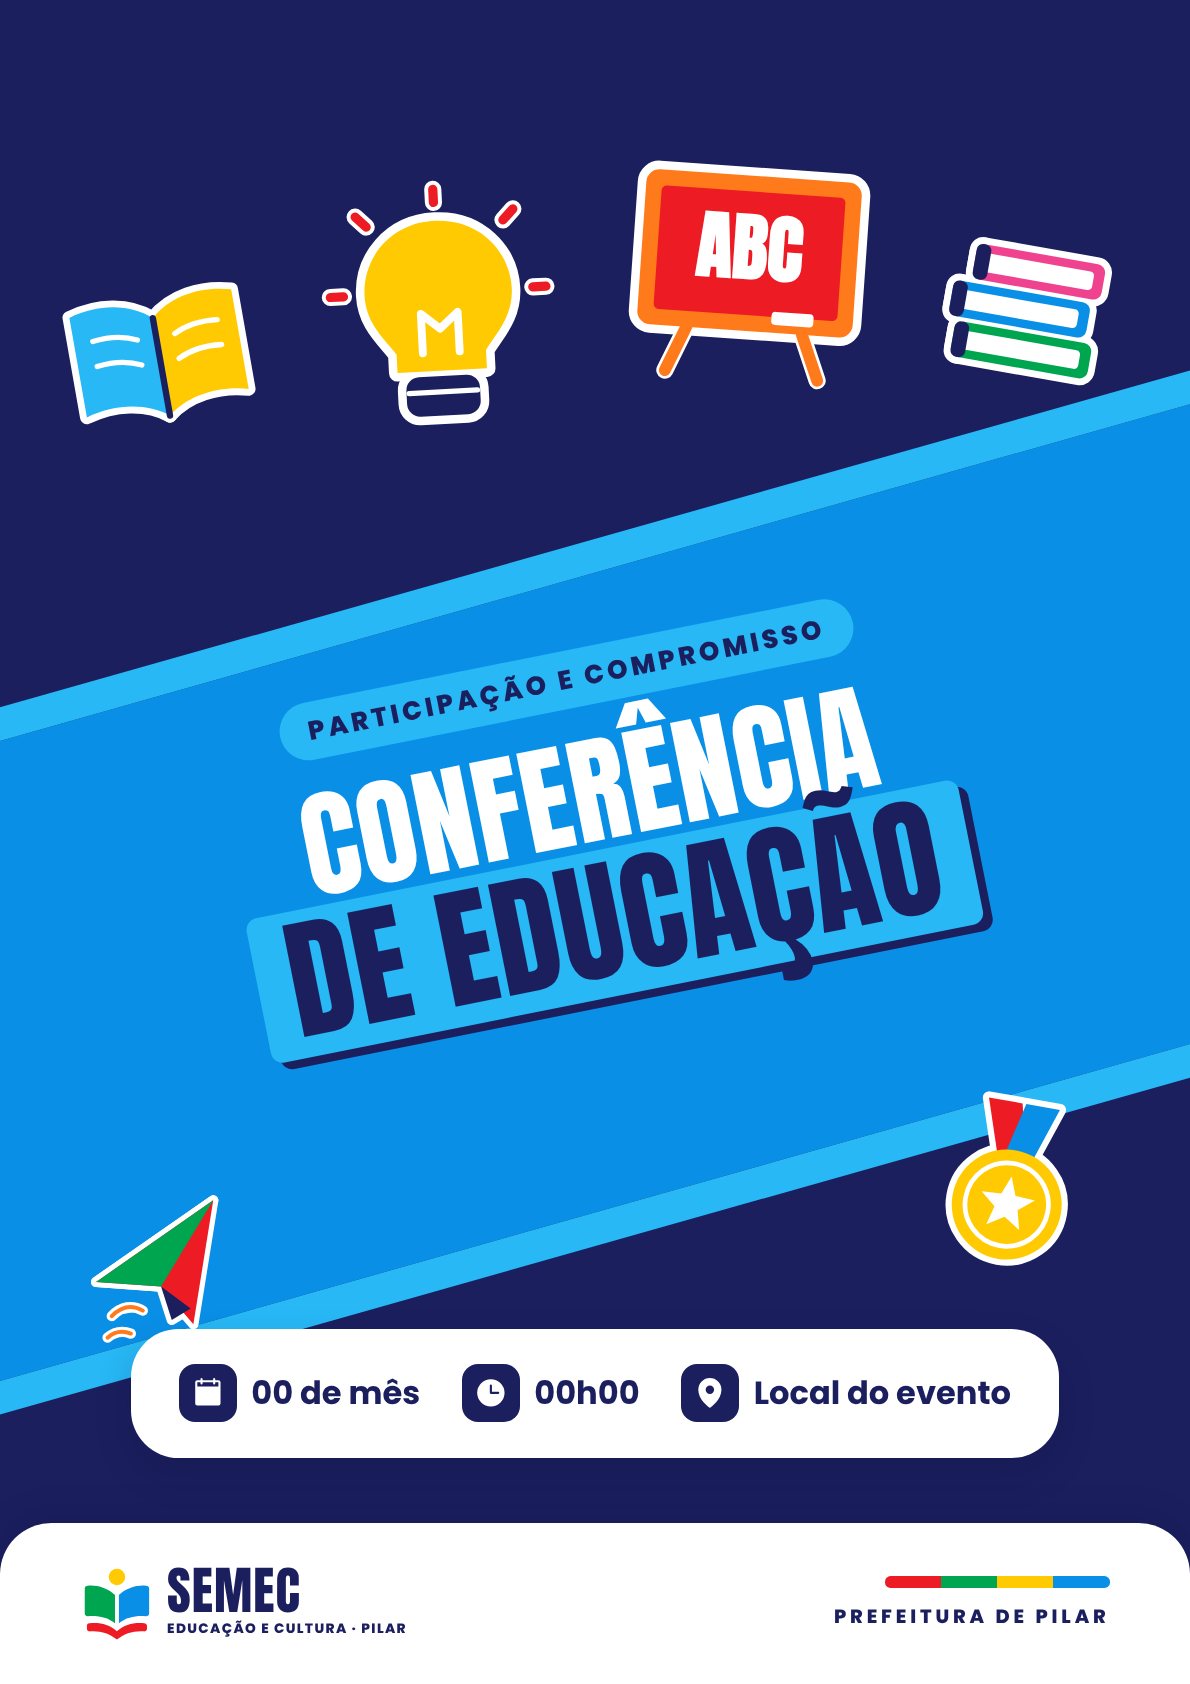 ABC
PARTICIPAÇÃO E COMPROMISSO
CONFERÊNCIA
DE EDUCAÇÃO
00 de mês 00h00 Local do evento
SEMEC
EDUCAÇÃO E CULTURA · PILAR
PREFEITURA DE PILAR